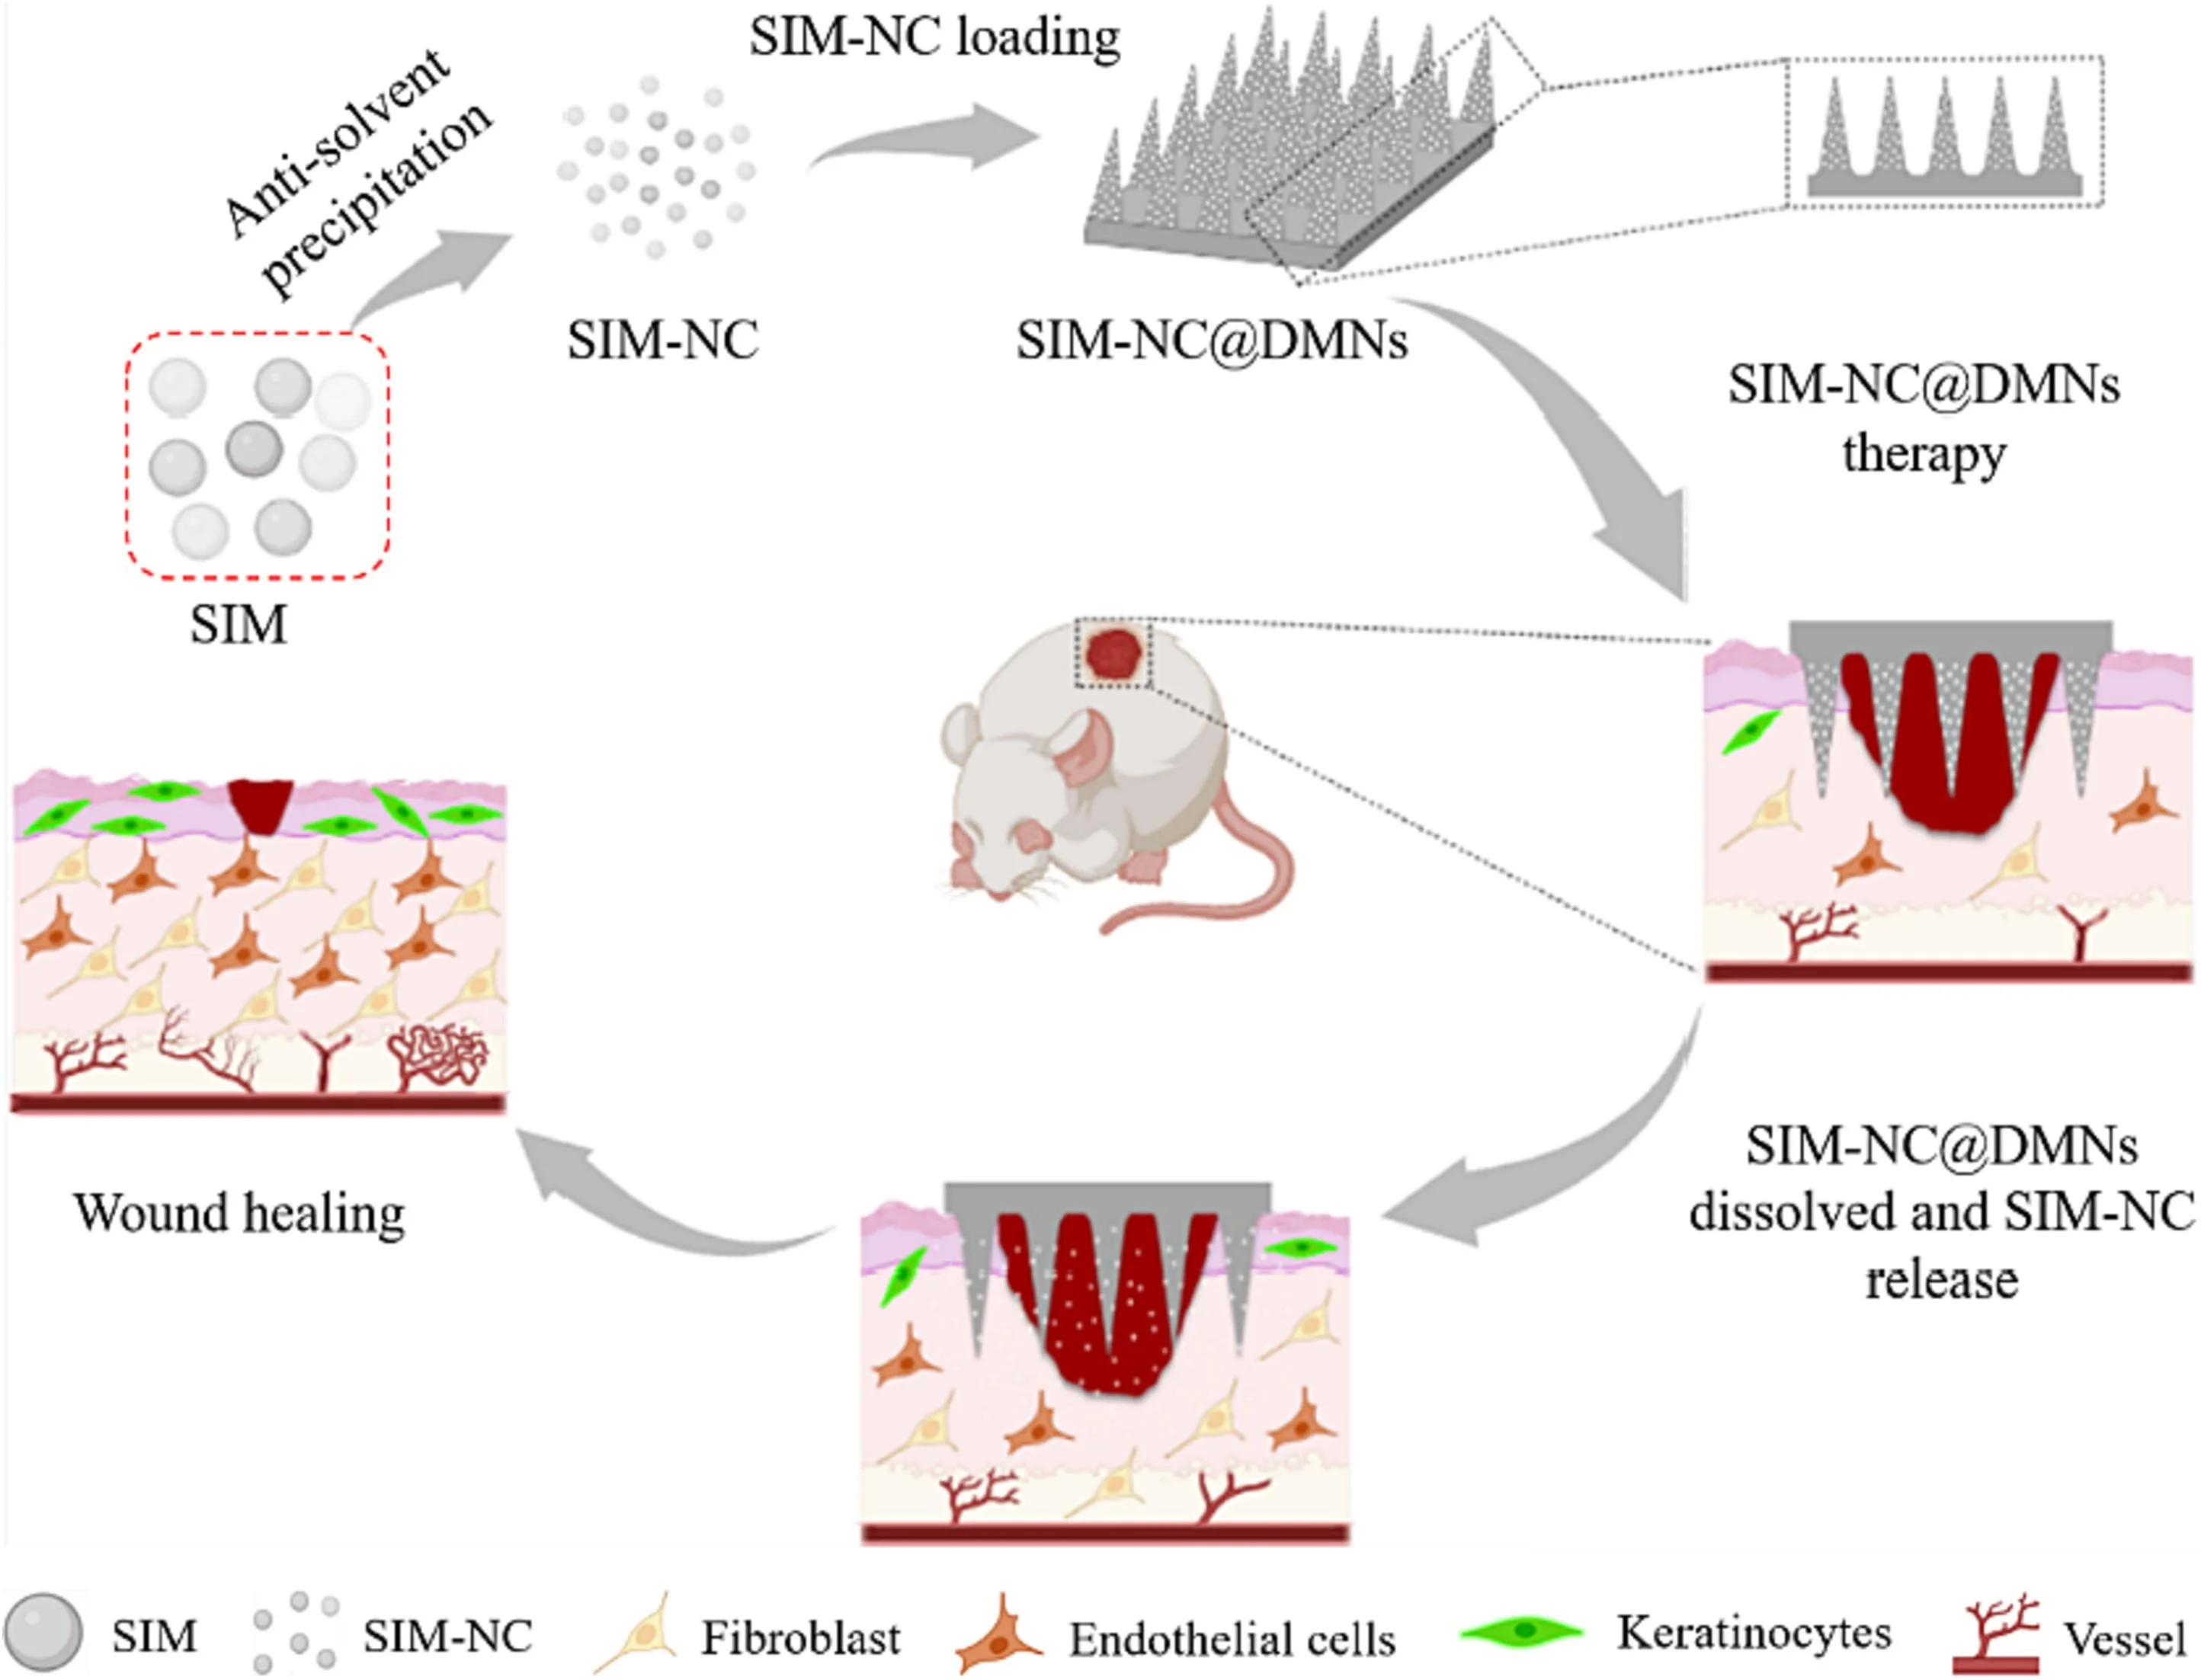 Anti-solvent
precipitation
SIM-NC loading
SIM
SIM-NC
SIM-NC@DMNs
SIM-NC@DMNs
therapy
SIM-NC@DMNs
dissolved and SIM-NC
release
Wound healing
SIM
SIM-NC
Fibroblast
Endothelial cells
Keratinocytes
Vessel